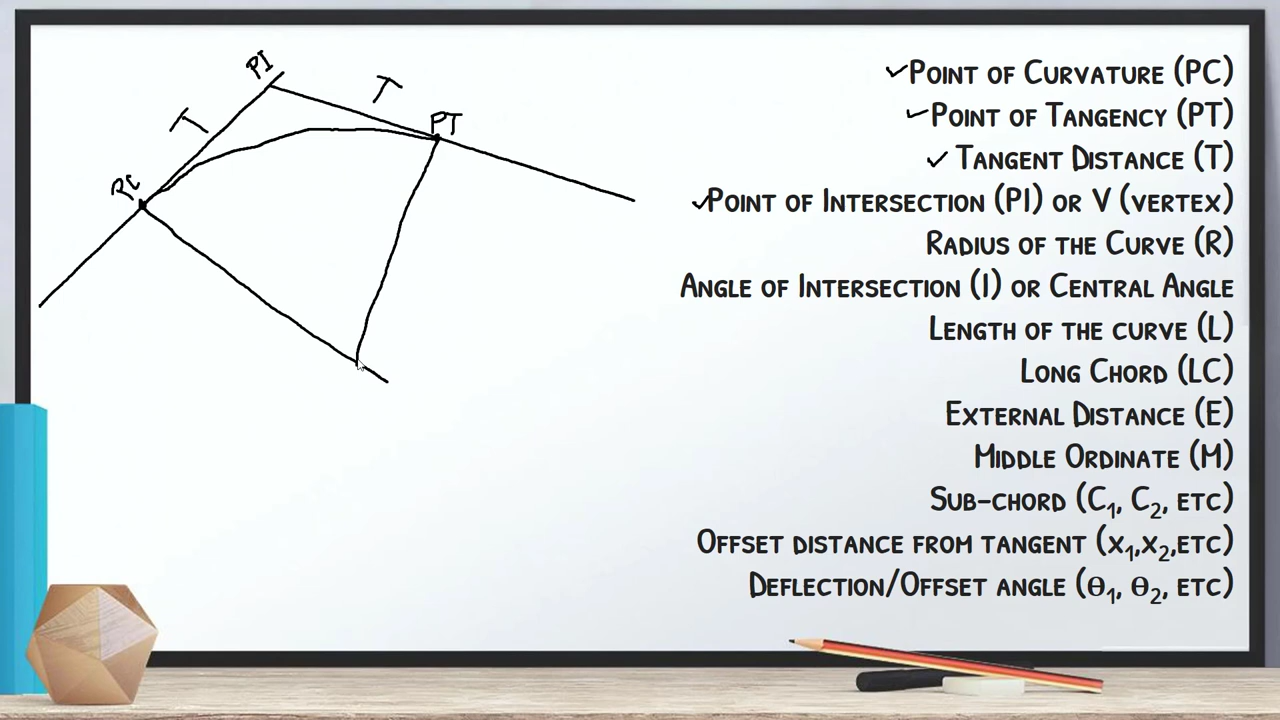 PI
T
T
PT
PC
✓Point of Curvature (PC)
✓Point of Tangency (PT)
✓ Tangent Distance (T)
✓Point of Intersection (PI) or V (vertex)
Radius of the Curve (R)
Angle of Intersection (I) or Central Angle
Length of the curve (L)
Long Chord (LC)
External Distance (E)
Middle Ordinate (M)
Sub-chord (C₁, C₂, etc)
Offset distance from tangent (x₁,x₂,etc)
Deflection/Offset angle (θ₁, θ₂, etc)